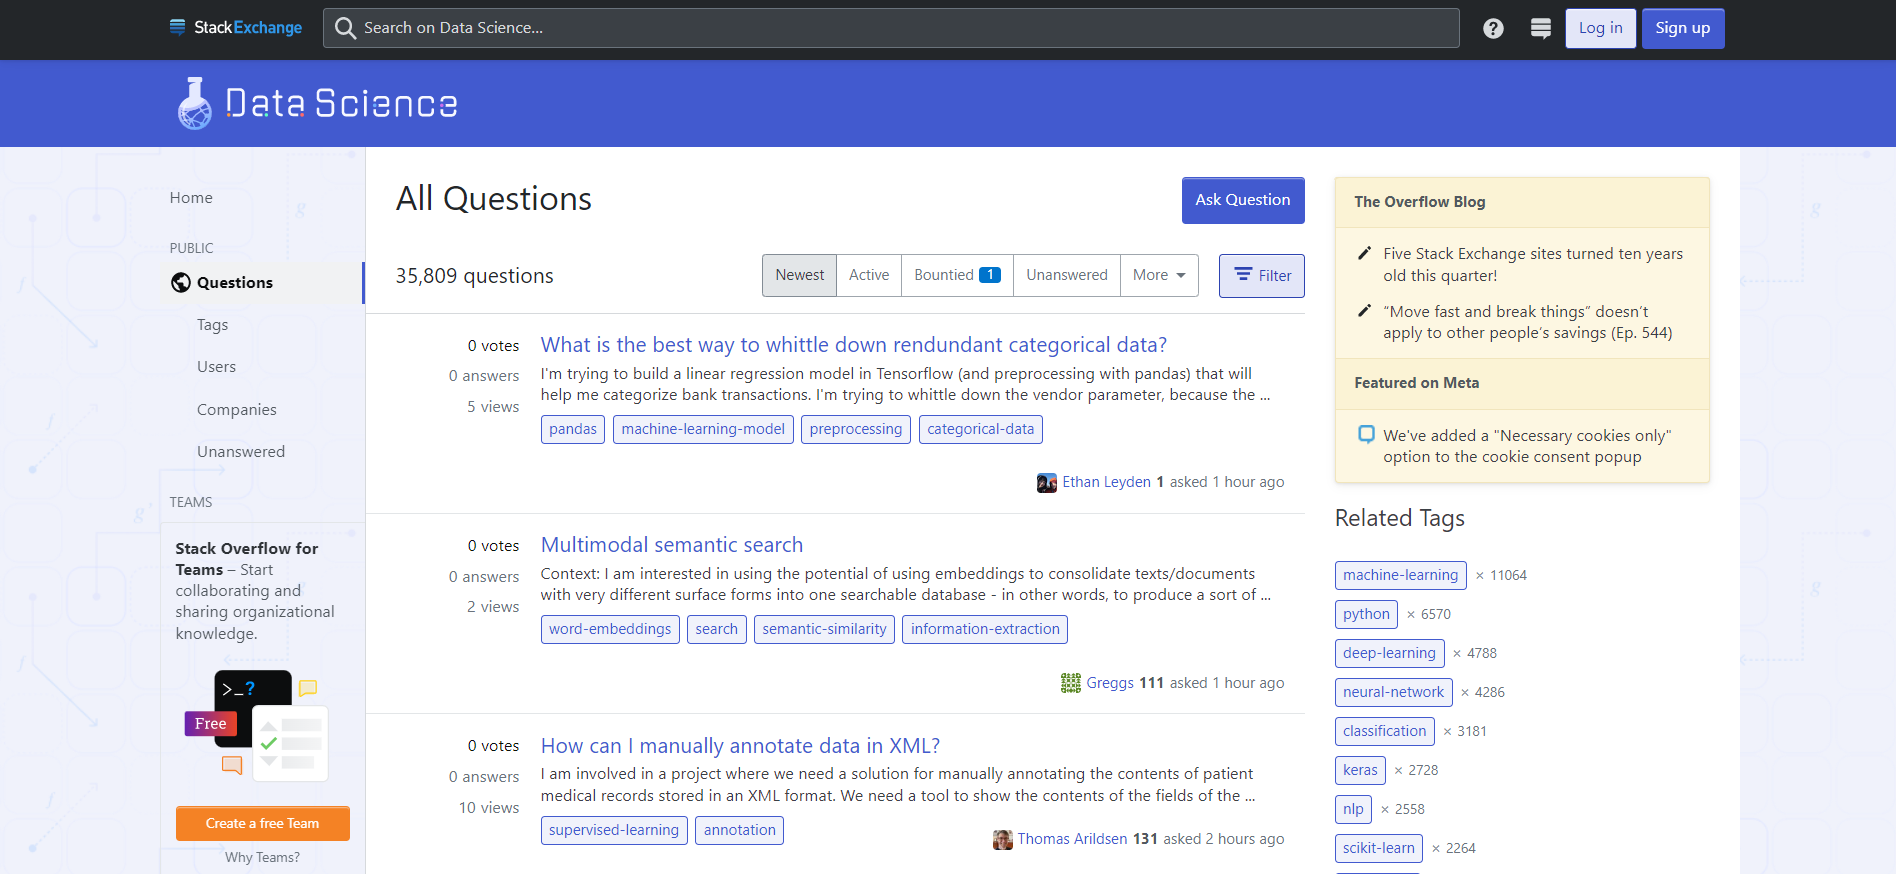 StackExchange
Search on Data Science...
Log in
Sign up
Data Science
Home
PUBLIC
Questions
Tags
Users
Companies
Unanswered
TEAMS
Stack Overflow for
Teams – Start
collaborating and
sharing organizational
knowledge.
>_?
Free
Create a free Team
Why Teams?
All Questions
Ask Question
35,809 questions
Newest
Active
Bountied 1
Unanswered
More
Filter
0 votes
0 answers
5 views
What is the best way to whittle down rendundant categorical data?
I'm trying to build a linear regression model in Tensorflow (and preprocessing with pandas) that will
help me categorize bank transactions. I'm trying to whittle down the vendor parameter, because the ...
pandas
machine-learning-model
preprocessing
categorical-data
Ethan Leyden 1 asked 1 hour ago
0 votes
0 answers
2 views
Multimodal semantic search
Context: I am interested in using the potential of using embeddings to consolidate texts/documents
with very different surface forms into one searchable database - in other words, to produce a sort of ...
word-embeddings
search
semantic-similarity
information-extraction
Greggs 111 asked 1 hour ago
0 votes
0 answers
10 views
How can I manually annotate data in XML?
I am involved in a project where we need a solution for manually annotating the contents of patient
medical records stored in an XML format. We need a tool to show the contents of the fields of the ...
supervised-learning
annotation
Thomas Arildsen 131 asked 2 hours ago
The Overflow Blog
Five Stack Exchange sites turned ten years
old this quarter!
“Move fast and break things” doesn’t
apply to other people’s savings (Ep. 544)
Featured on Meta
We've added a "Necessary cookies only"
option to the cookie consent popup
Related Tags
machine-learning × 11064
python × 6570
deep-learning × 4788
neural-network × 4286
classification × 3181
keras × 2728
nlp × 2558
scikit-learn × 2264